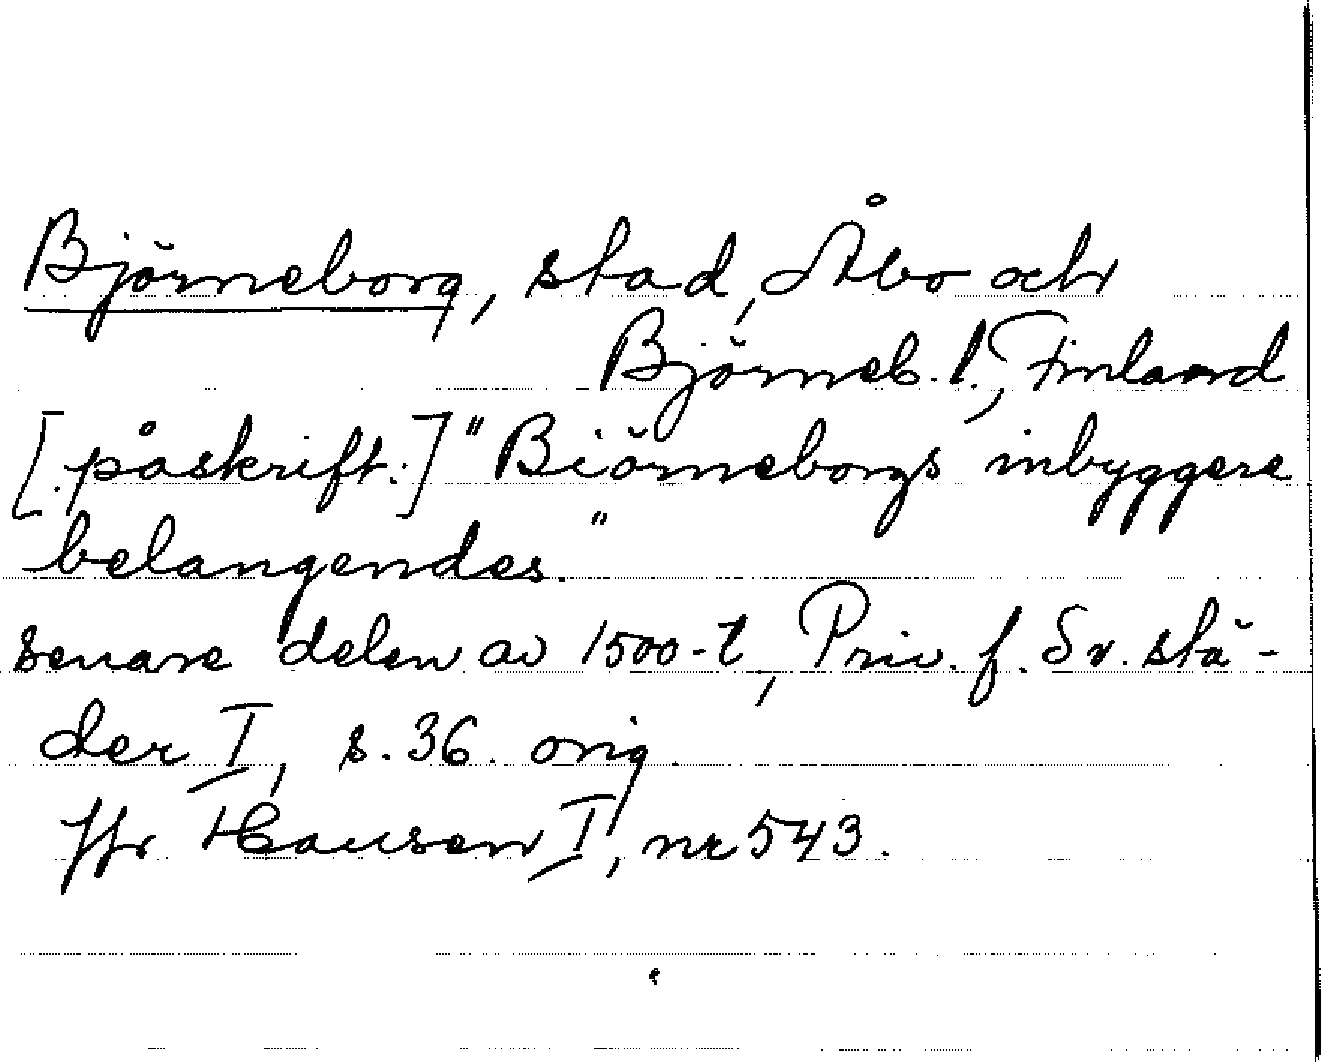 Björneborg, stad, Åbo och
Björneb. l., Finland
[. påskrift:] "Biörneborgs inbyggere
belangendes."
senare delen av 1500-t, Priv. f. Sv. stä-
der I, s. 36. orig.
Jfr Hausen I, nr 543.